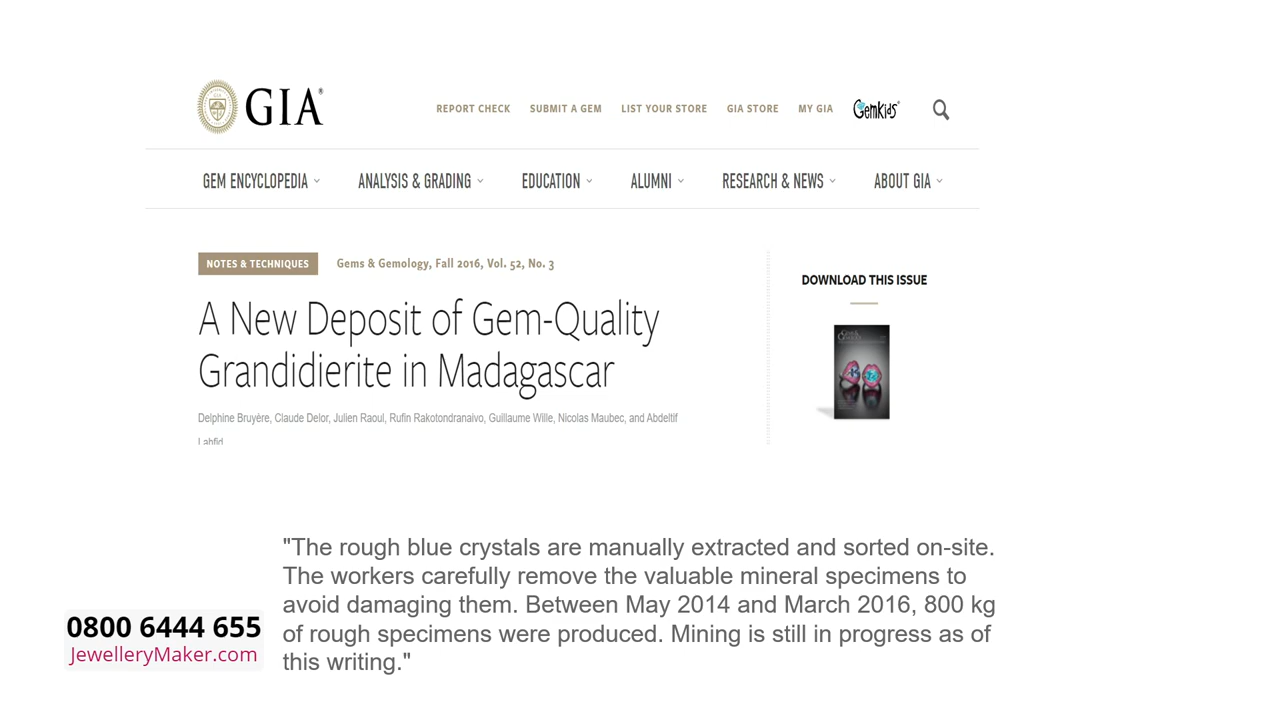 GIA®
REPORT CHECK SUBMIT A GEM LIST YOUR STORE GIA STORE MY GIA GemKids®
GEM ENCYCLOPEDIA ANALYSIS & GRADING EDUCATION ALUMNI RESEARCH & NEWS ABOUT GIA
NOTES & TECHNIQUES Gems & Gemology, Fall 2016, Vol. 52, No. 3
A New Deposit of Gem-Quality
Grandidierite in Madagascar
Delphine Bruyère, Claude Delor, Julien Raoul, Rufin Rakotondranaivo, Guillaume Wille, Nicolas Maubec, and Abdeltif
Lahfid
DOWNLOAD THIS ISSUE
"The rough blue crystals are manually extracted and sorted on-site.
The workers carefully remove the valuable mineral specimens to
avoid damaging them. Between May 2014 and March 2016, 800 kg
of rough specimens were produced. Mining is still in progress as of
this writing."
0800 6444 655
JewelleryMaker.com